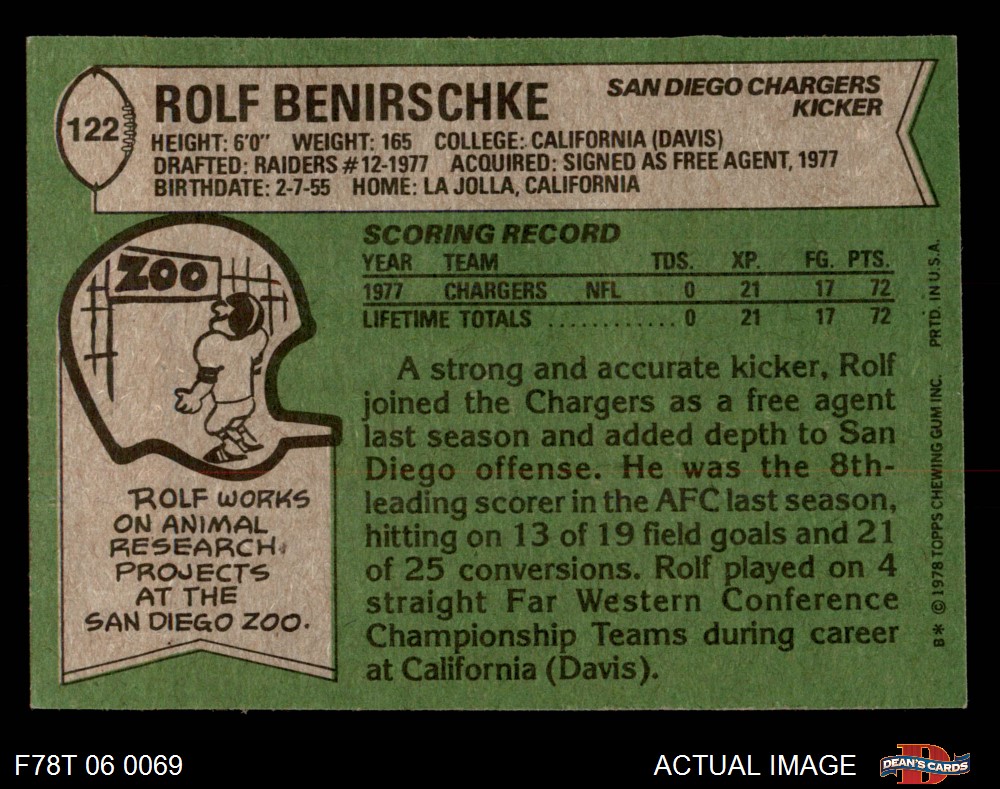 122
ROLF BENIRSCHKE
SAN DIEGO CHARGERS
KICKER
HEIGHT: 6'0" WEIGHT: 165 COLLEGE: CALIFORNIA (DAVIS)
DRAFTED: RAIDERS #12-1977 ACQUIRED: SIGNED AS FREE AGENT, 1977
BIRTHDATE: 2-7-55 HOME: LA JOLLA, CALIFORNIA
ZOO
ROLF WORKS
ON ANIMAL
RESEARCH
PROJECTS
AT THE
SAN DIEGO ZOO.
SCORING RECORD
YEAR TEAM TDS. XP. FG. PTS.
1977 CHARGERS NFL 0 21 17 72
LIFETIME TOTALS ............ 0 21 17 72
A strong and accurate kicker, Rolf
joined the Chargers as a free agent
last season and added depth to San
Diego offense. He was the 8th-
leading scorer in the AFC last season,
hitting on 13 of 19 field goals and 21
of 25 conversions. Rolf played on 4
straight Far Western Conference
Championship Teams during career
at California (Davis).
B* © 1978 TOPPS CHEWING GUM INC. PRTD. IN U.S.A.
F78T 06 0069
ACTUAL IMAGE
D
DEAN'S CARDS